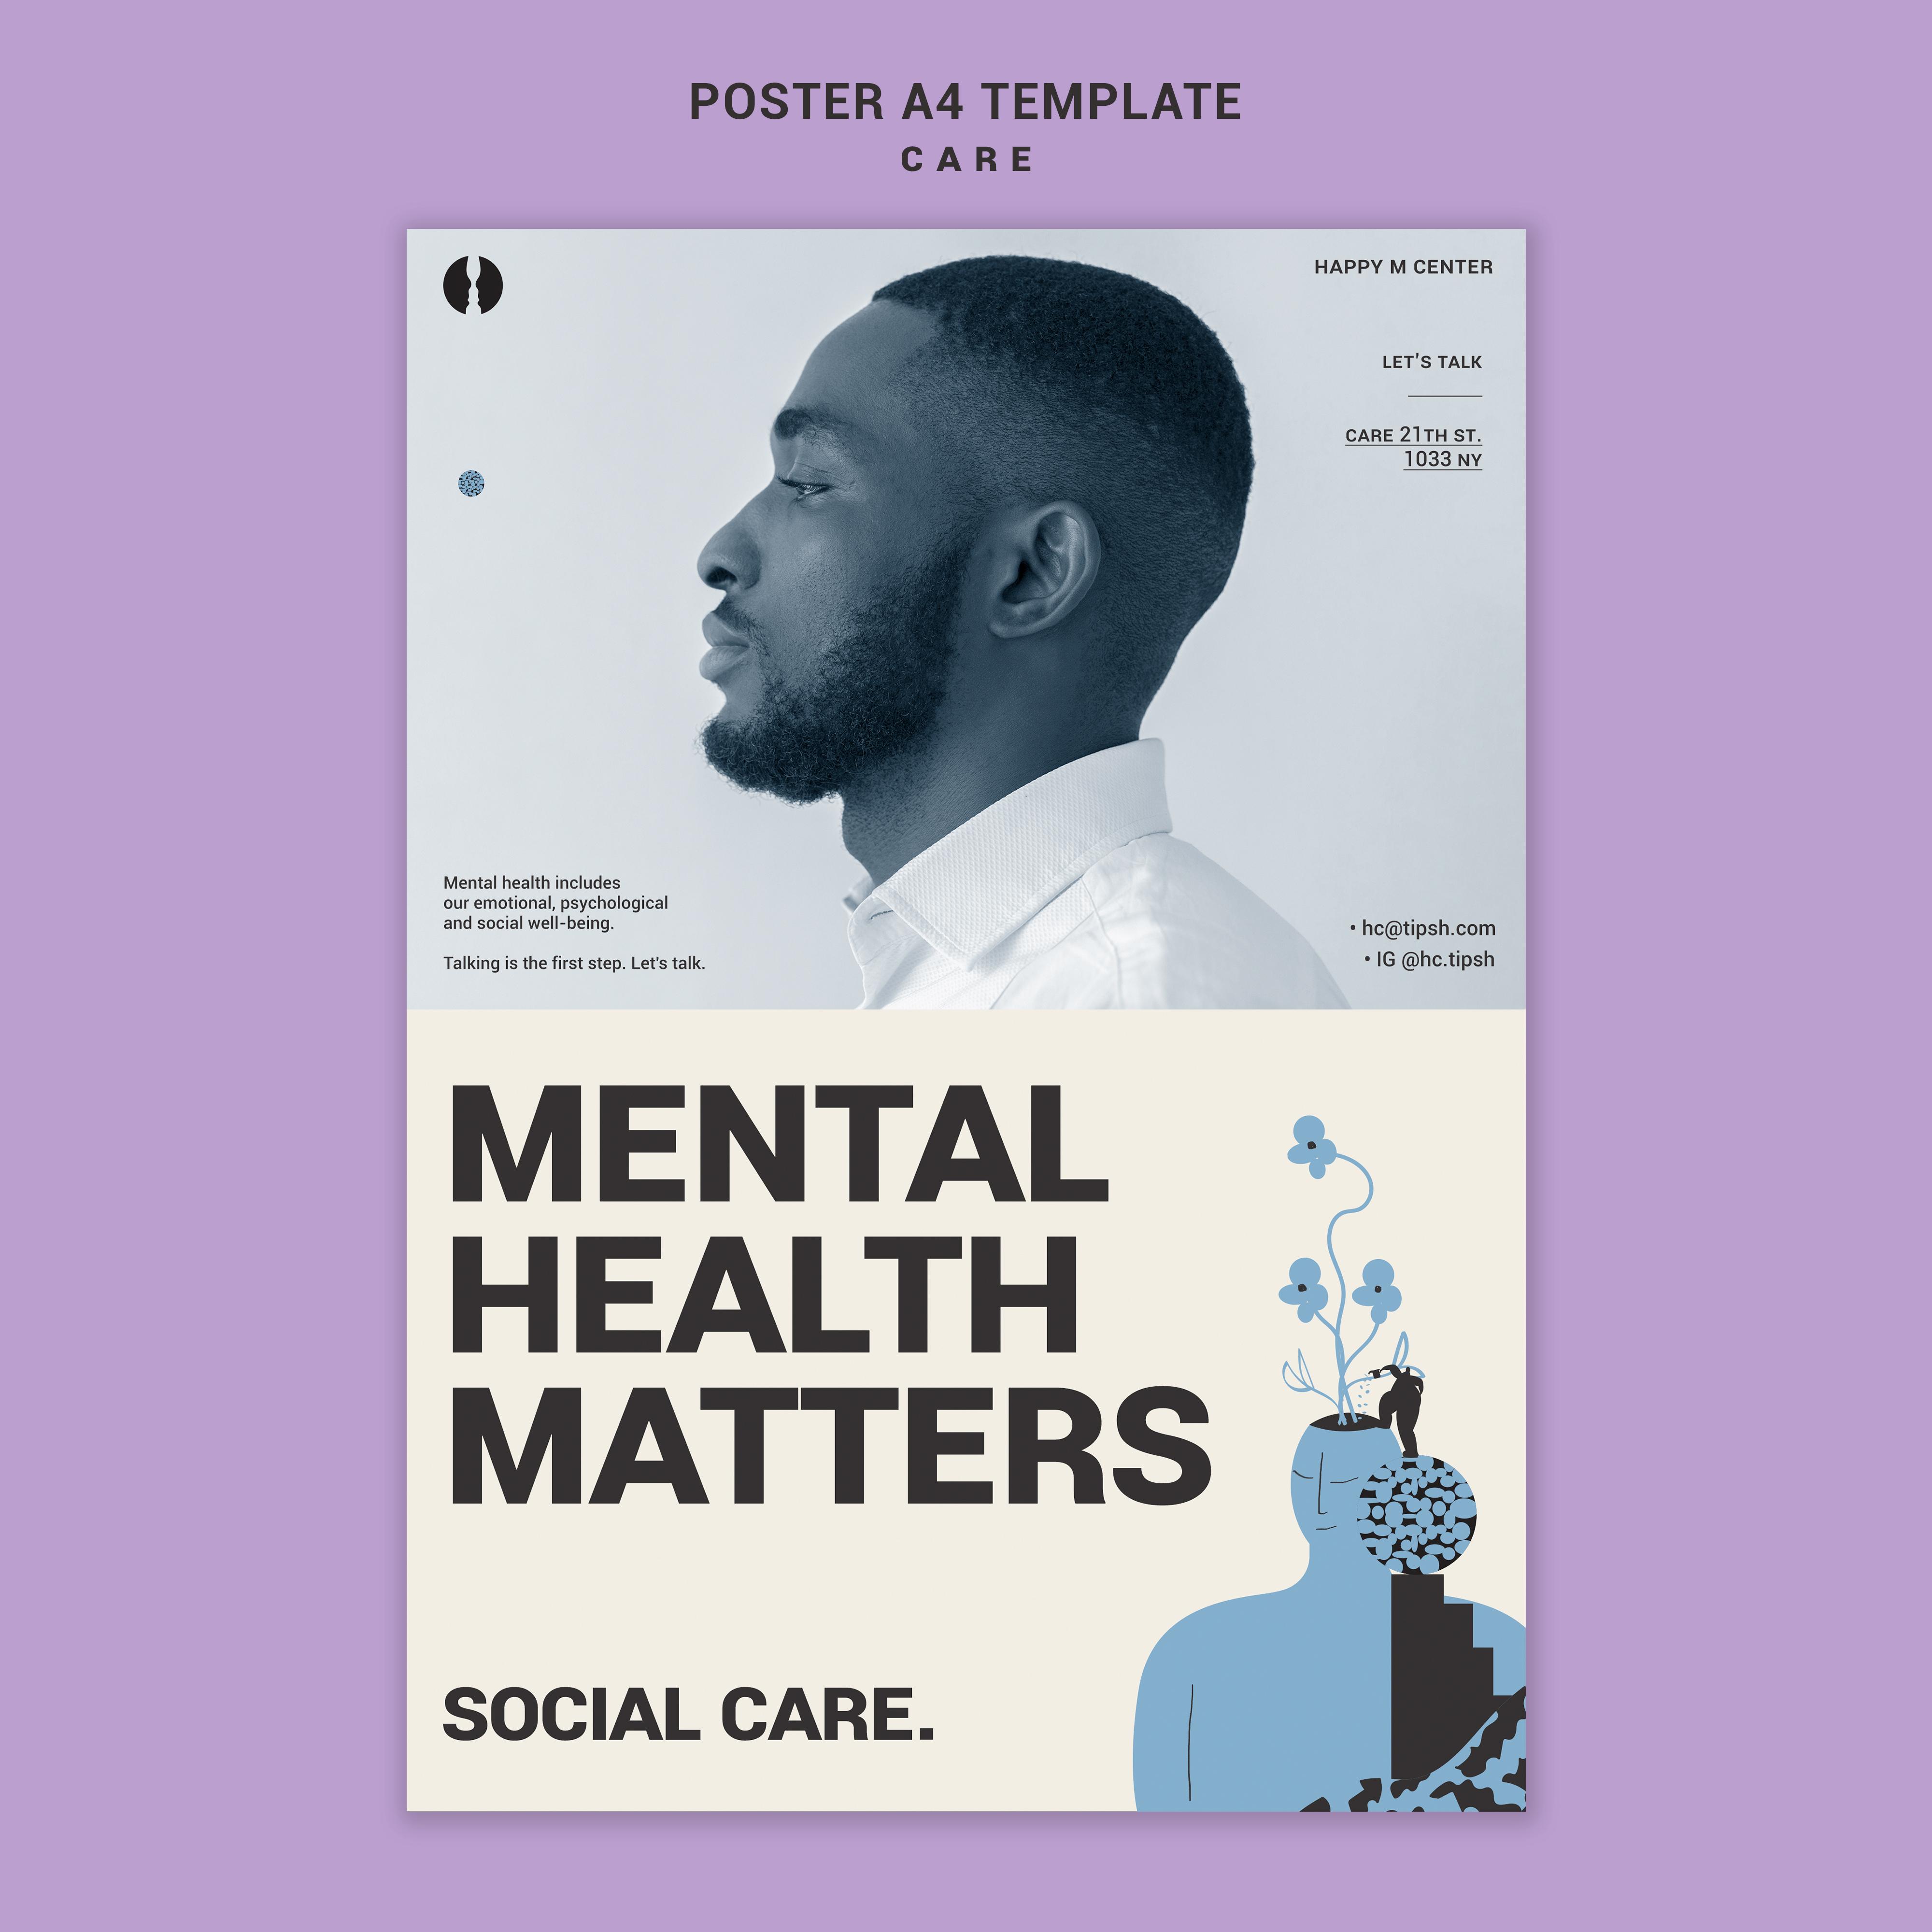 POSTER A4 TEMPLATE
CARE
HAPPY M CENTER
LET'S TALK
CARE 21TH ST.
1033 NY
Mental health includes
our emotional, psychological
and social well-being.
Talking is the first step. Let's talk.
• hc@tipsh.com
• IG @hc.tipsh
MENTAL
HEALTH
MATTERS
SOCIAL CARE.